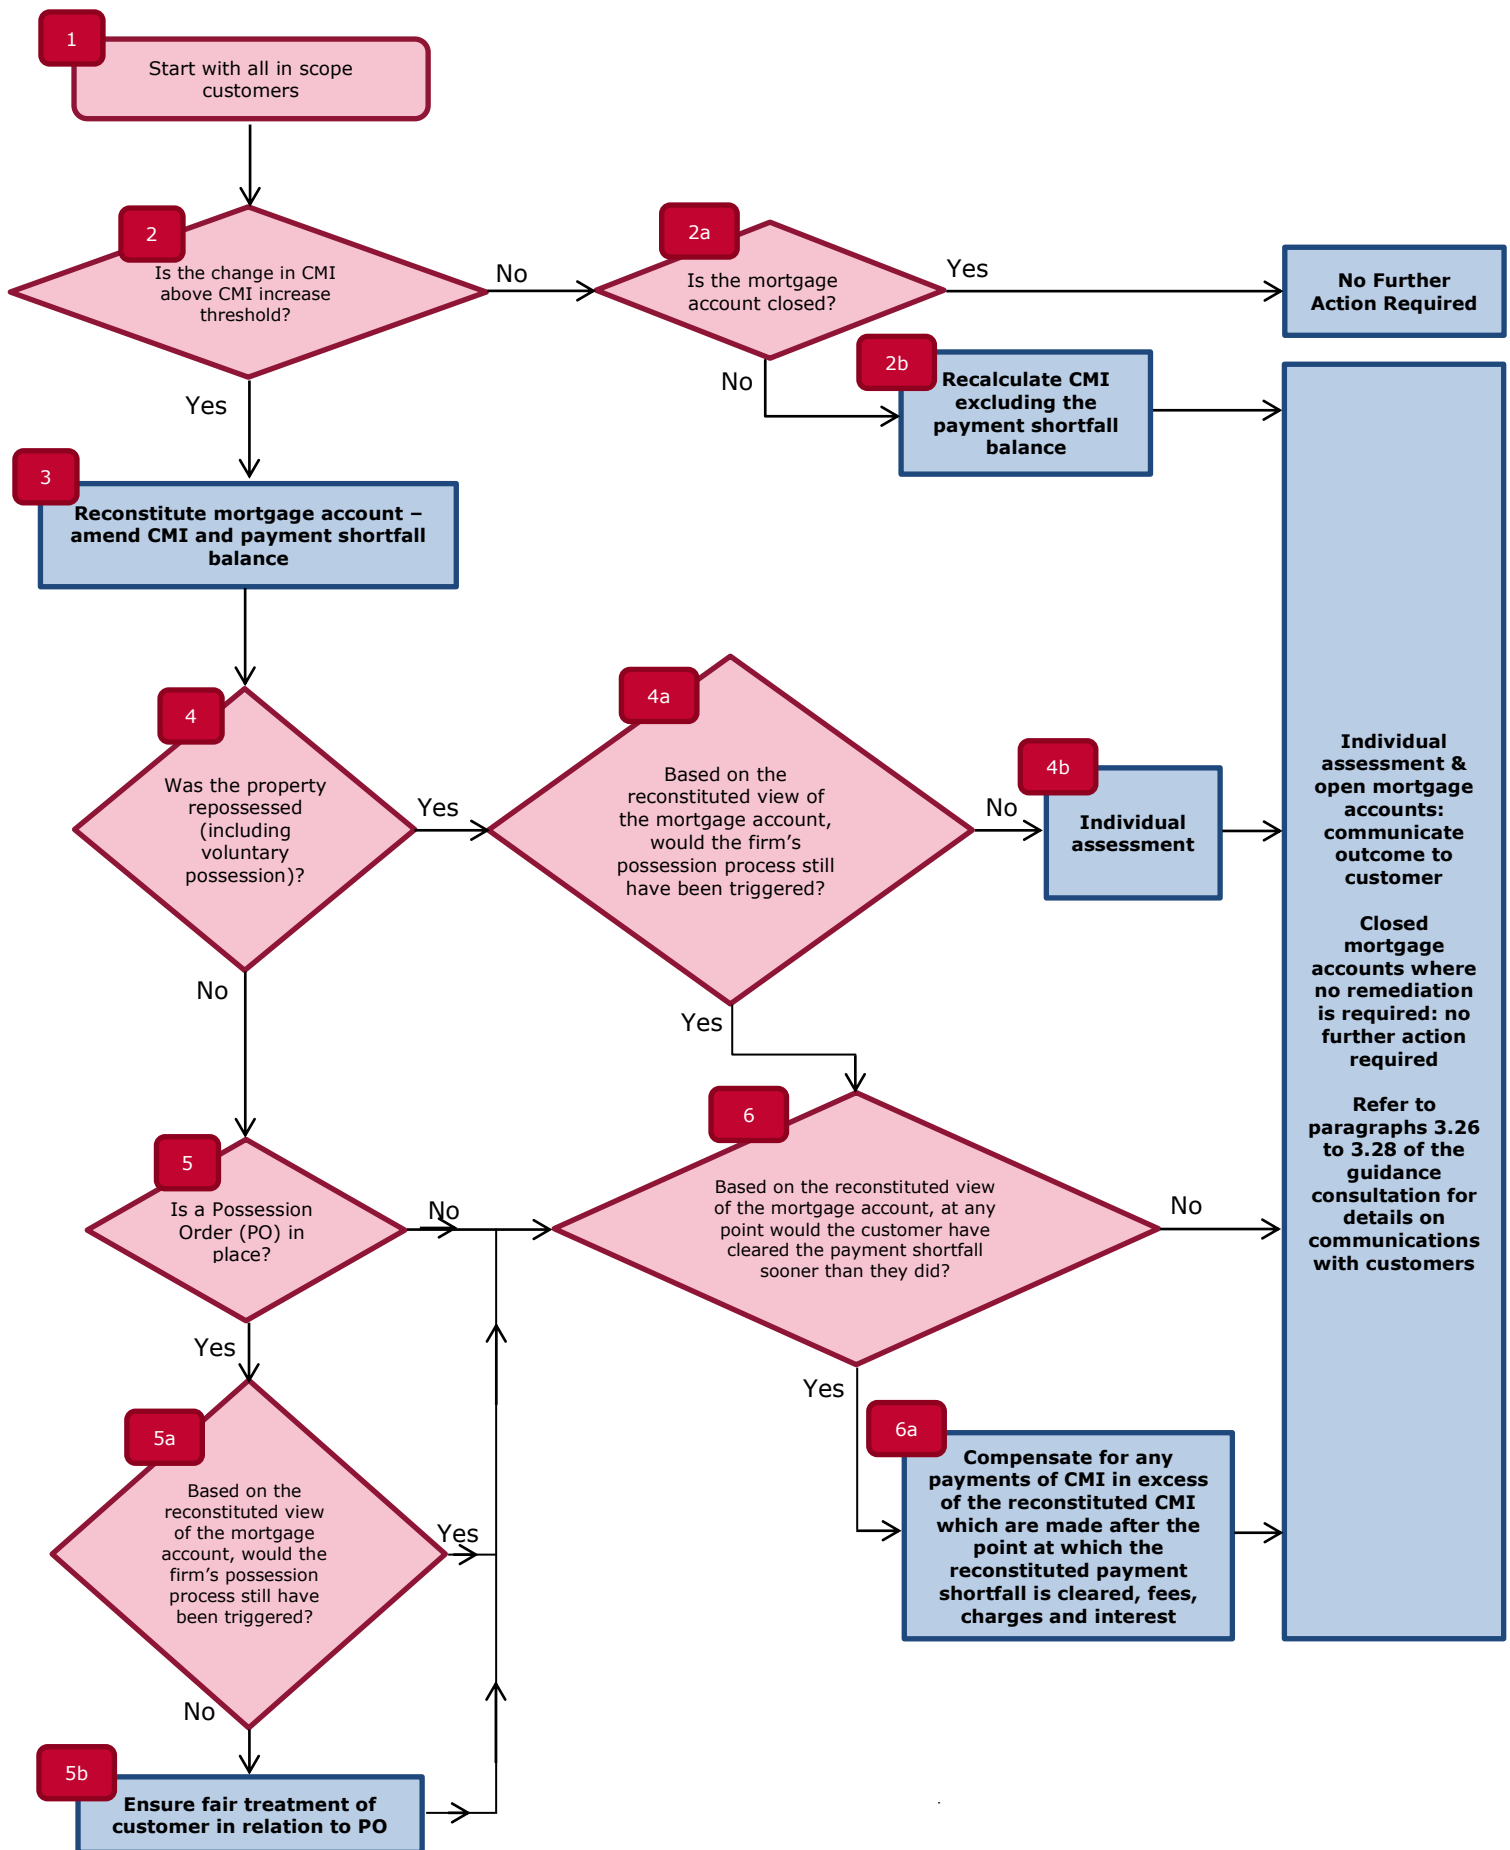 1
Start with all in scope
customers
2
Is the change in CMI
above CMI increase
threshold?
No
2a
Is the mortgage
account closed?
Yes
No Further
Action Required
No
2b
Recalculate CMI
excluding the
payment shortfall
balance
Yes
3
Reconstitute mortgage account –
amend CMI and payment shortfall
balance
4
Was the property
repossessed
(including
voluntary
possession)?
Yes
4a
Based on the
reconstituted view of
the mortgage account,
would the firm’s
possession process still
have been triggered?
No
4b
Individual
assessment
Individual
assessment &
open mortgage
accounts:
communicate
outcome to
customer
Closed
mortgage
accounts where
no remediation
is required: no
further action
required
Refer to
paragraphs 3.26
to 3.28 of the
guidance
consultation for
details on
communications
with customers
No
Yes
5
Is a Possession
Order (PO) in
place?
No
6
Based on the reconstituted view
of the mortgage account, at any
point would the customer have
cleared the payment shortfall
sooner than they did?
No
Yes
Yes
5a
Based on the
reconstituted view
of the mortgage
account, would the
firm’s possession
process still have
been triggered?
Yes
6a
Compensate for any
payments of CMI in excess
of the reconstituted CMI
which are made after the
point at which the
reconstituted payment
shortfall is cleared, fees,
charges and interest
No
5b
Ensure fair treatment of
customer in relation to PO